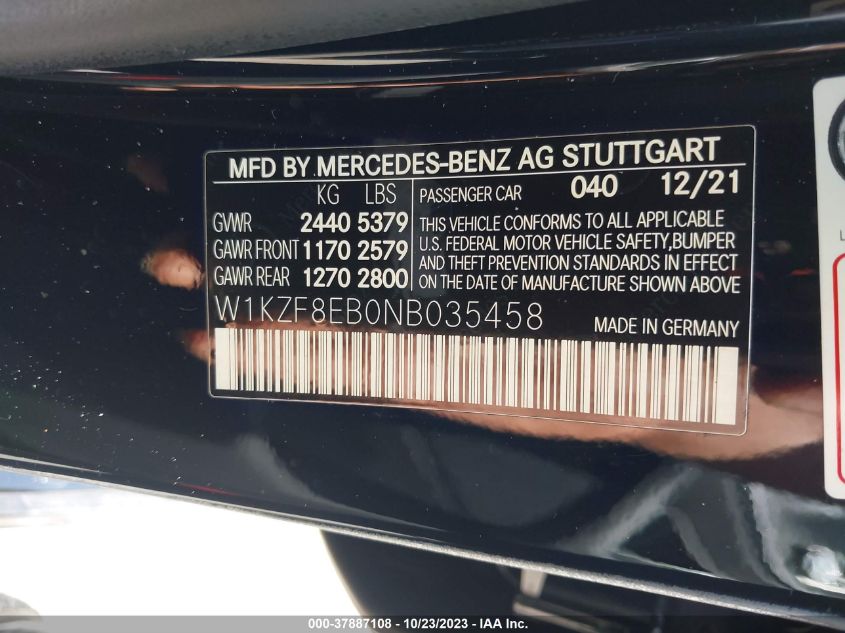 MFD BY MERCEDES-BENZ AG STUTTGART
KG LBS
GVWR 2440 5379
GAWR FRONT 1170 2579
GAWR REAR 1270 2800
PASSENGER CAR 040 12/21
THIS VEHICLE CONFORMS TO ALL APPLICABLE
U.S. FEDERAL MOTOR VEHICLE SAFETY,BUMPER
AND THEFT PREVENTION STANDARDS IN EFFECT
ON THE DATE OF MANUFACTURE SHOWN ABOVE
W1KZF8EB0NB035458
MADE IN GERMANY
000-37887108 - 10/23/2023 - IAA Inc.